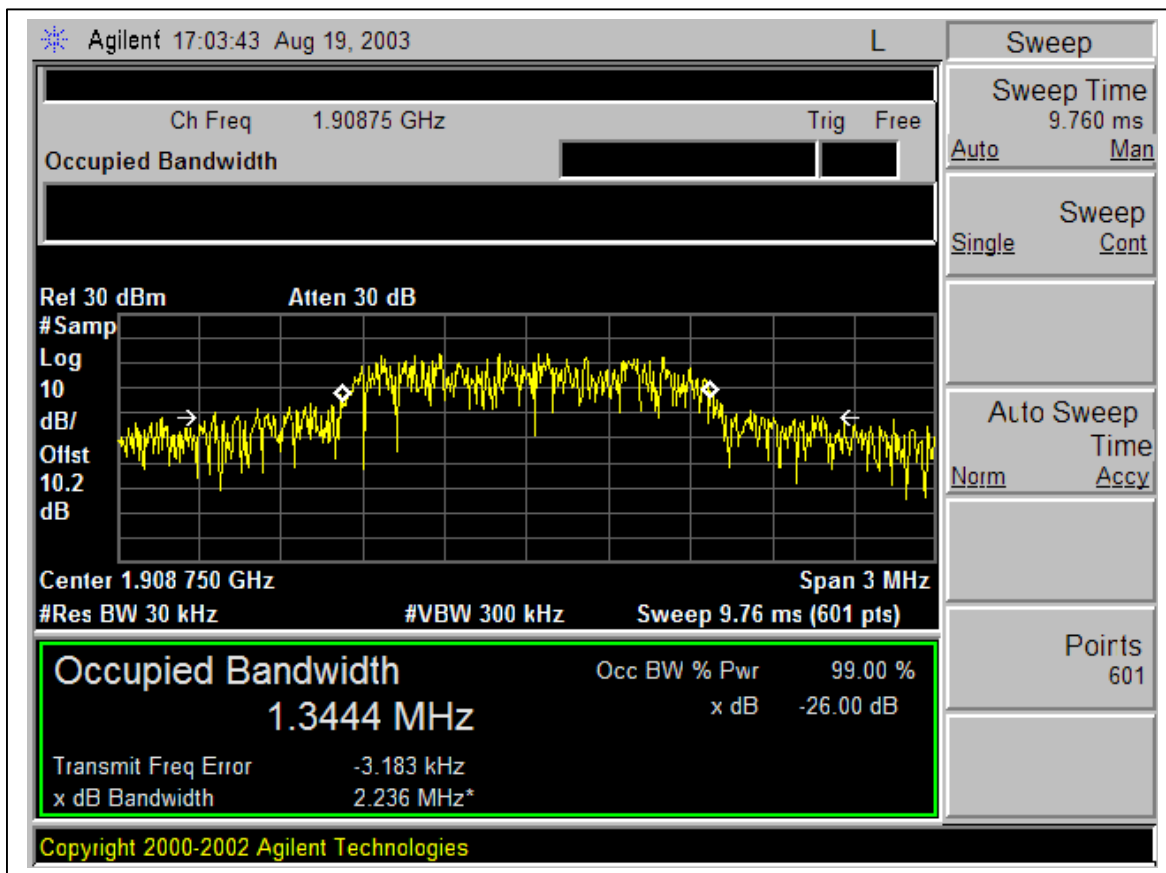 Agilent 17:03:43 Aug 19, 2003 L
Ch Freq 1.90875 GHz Trig Free
Occupied Bandwidth
Ref 30 dBm Atten 30 dB
#Samp
Log
10
dB/
Offst
10.2
dB
Center 1.908 750 GHz Span 3 MHz
#Res BW 30 kHz #VBW 300 kHz Sweep 9.76 ms (601 pts)
Occupied Bandwidth
1.3444 MHz
Occ BW % Pwr 99.00 %
x dB -26.00 dB
Transmit Freq Error -3.183 kHz
x dB Bandwidth 2.236 MHz*
Copyright 2000-2002 Agilent Technologies
Sweep
Sweep Time
9.760 ms
Auto Man
Sweep
Single Cont
Auto Sweep
Time
Norm Accy
Points
601